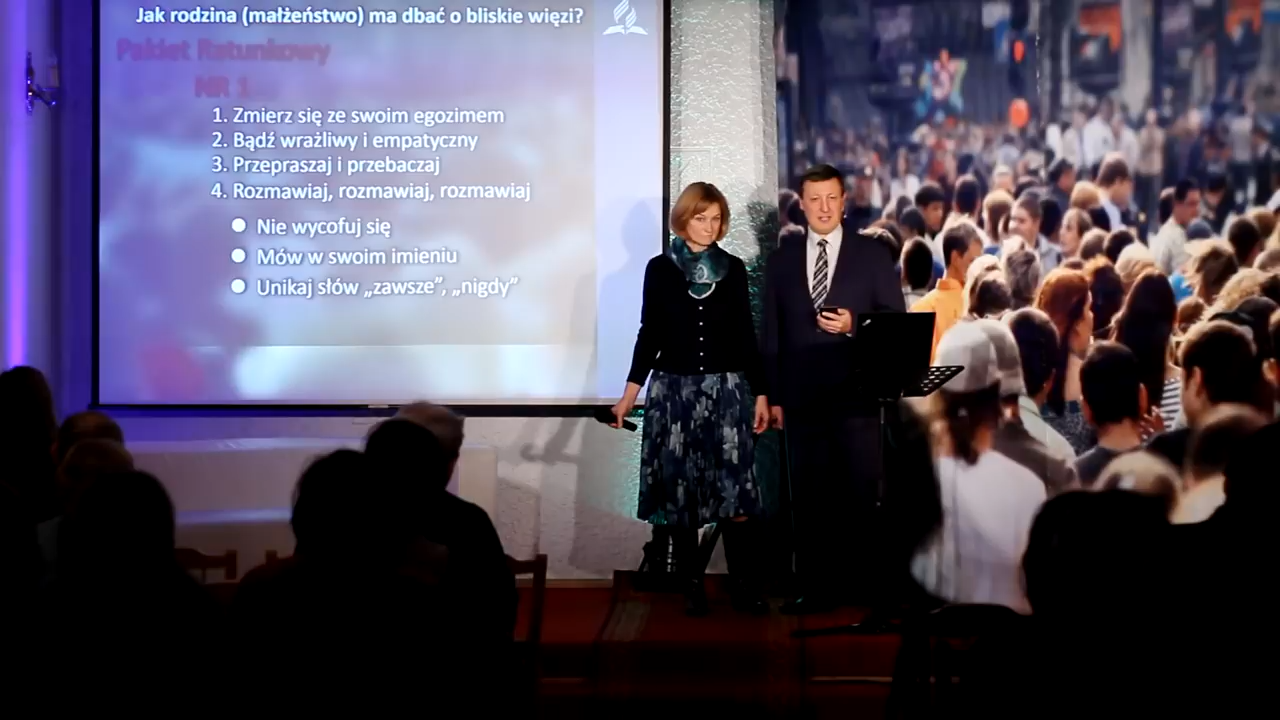 Jak rodzina (małżeństwo) ma dbać o bliskie więzi?
Pakiet Ratunkowy
NR 1
1. Zmierz się ze swoim egozimem
2. Bądź wrażliwy i empatyczny
3. Przepraszaj i przebaczaj
4. Rozmawiaj, rozmawiaj, rozmawiaj
Nie wycofuj się
Mów w swoim imieniu
Unikaj słów „zawsze”, „nigdy”